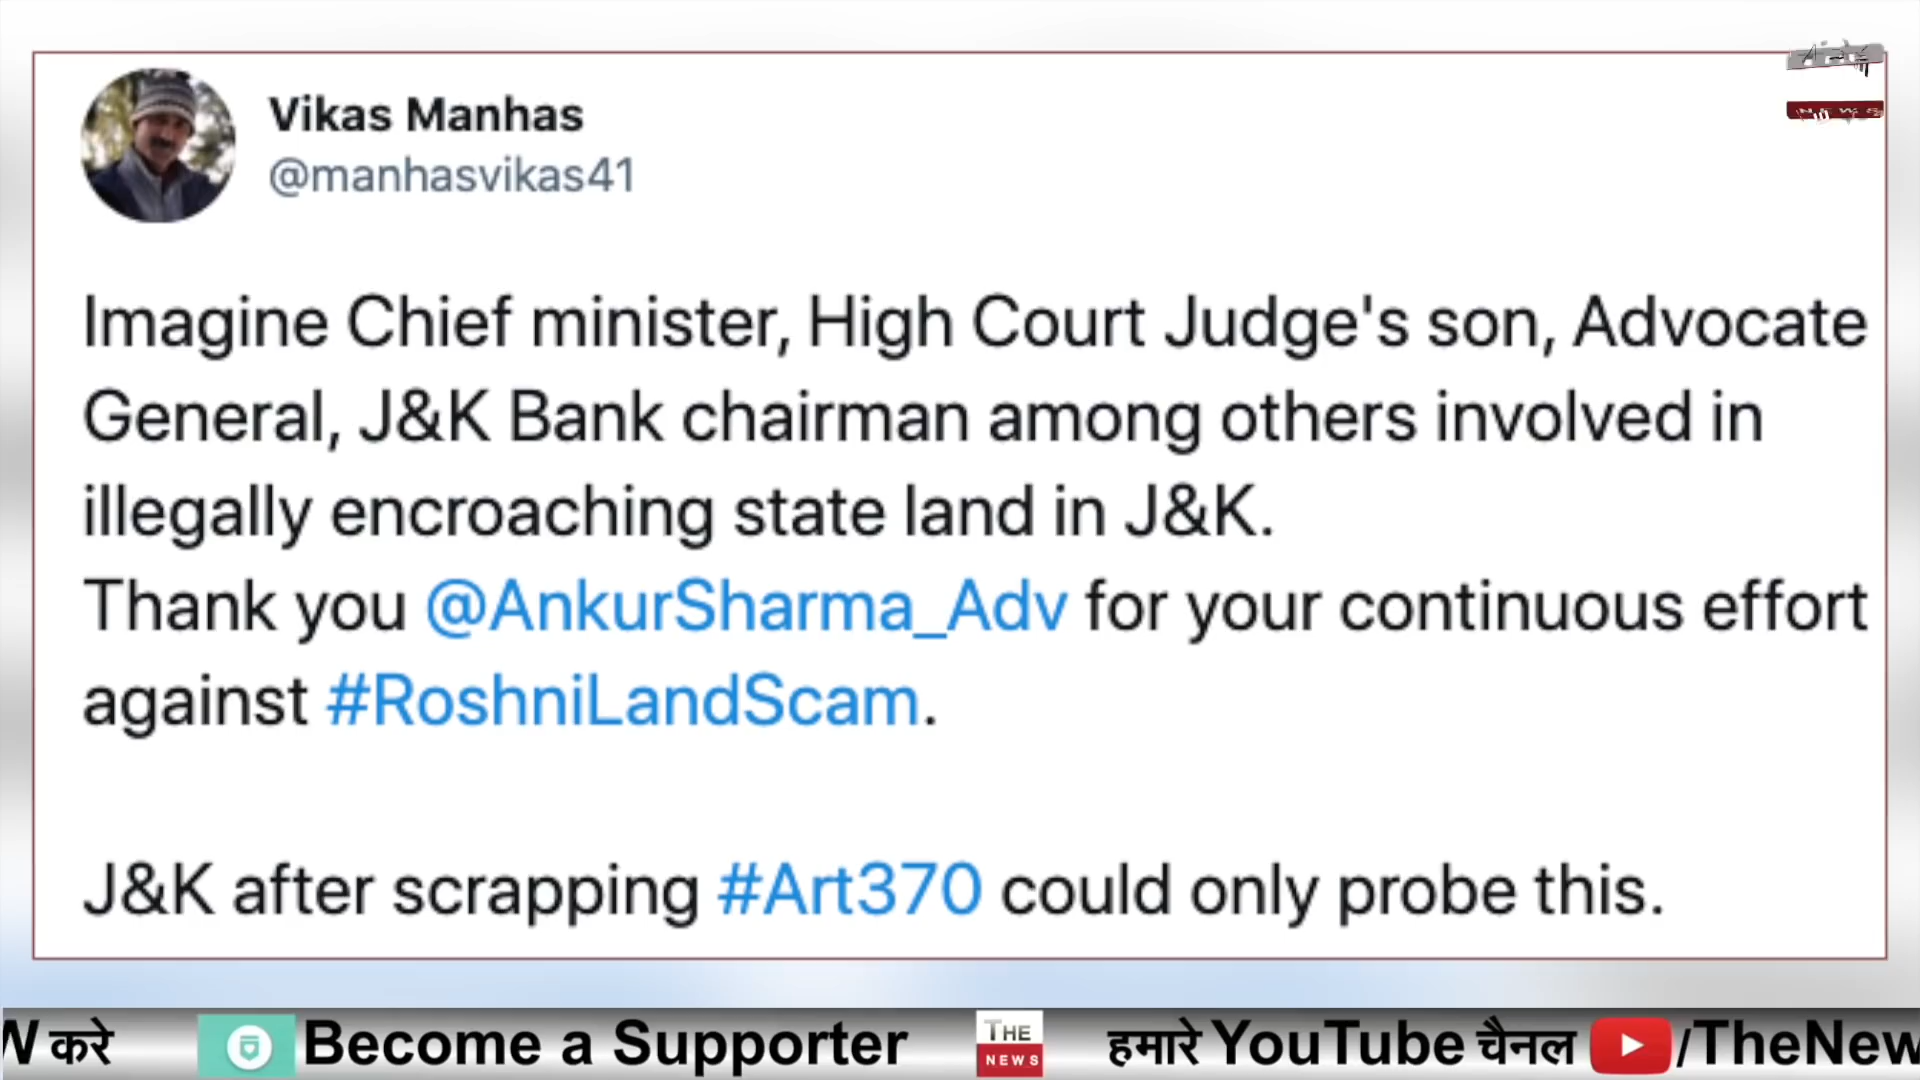 Vikas Manhas
@manhasvikas41
Imagine Chief minister, High Court Judge's son, Advocate
General, J&K Bank chairman among others involved in
illegally encroaching state land in J&K.
Thank you @AnkurSharma_Adv for your continuous effort
against #RoshniLandScam.
J&K after scrapping #Art370 could only probe this.
NEWS
W करे Become a Supporter THE NEWS हमारे YouTube चैनल /TheNew